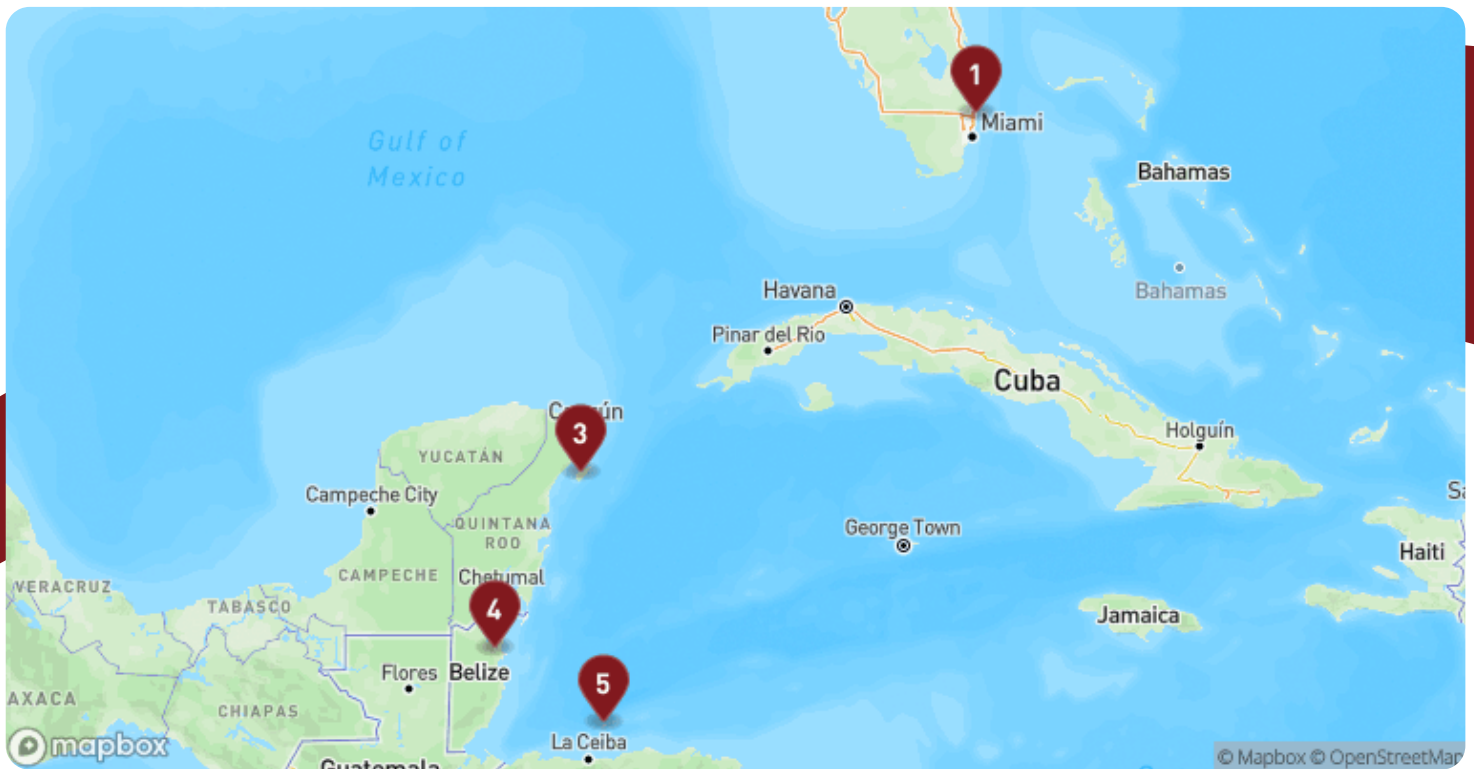 1
Miami
Gulf of
Mexico
Bahamas
Bahamas
Havana
Pinar del Rio
Cuba
3
YUCATÁN
Holguín
Campeche City
QUINTANA
ROO
George Town
Haiti
CAMPECHE
Chetumal
VERACRUZ
TABASCO
4
Jamaica
Flores
Belize
5
CHIAPAS
La Ceiba
mapbox
© Mapbox © OpenStreetMap